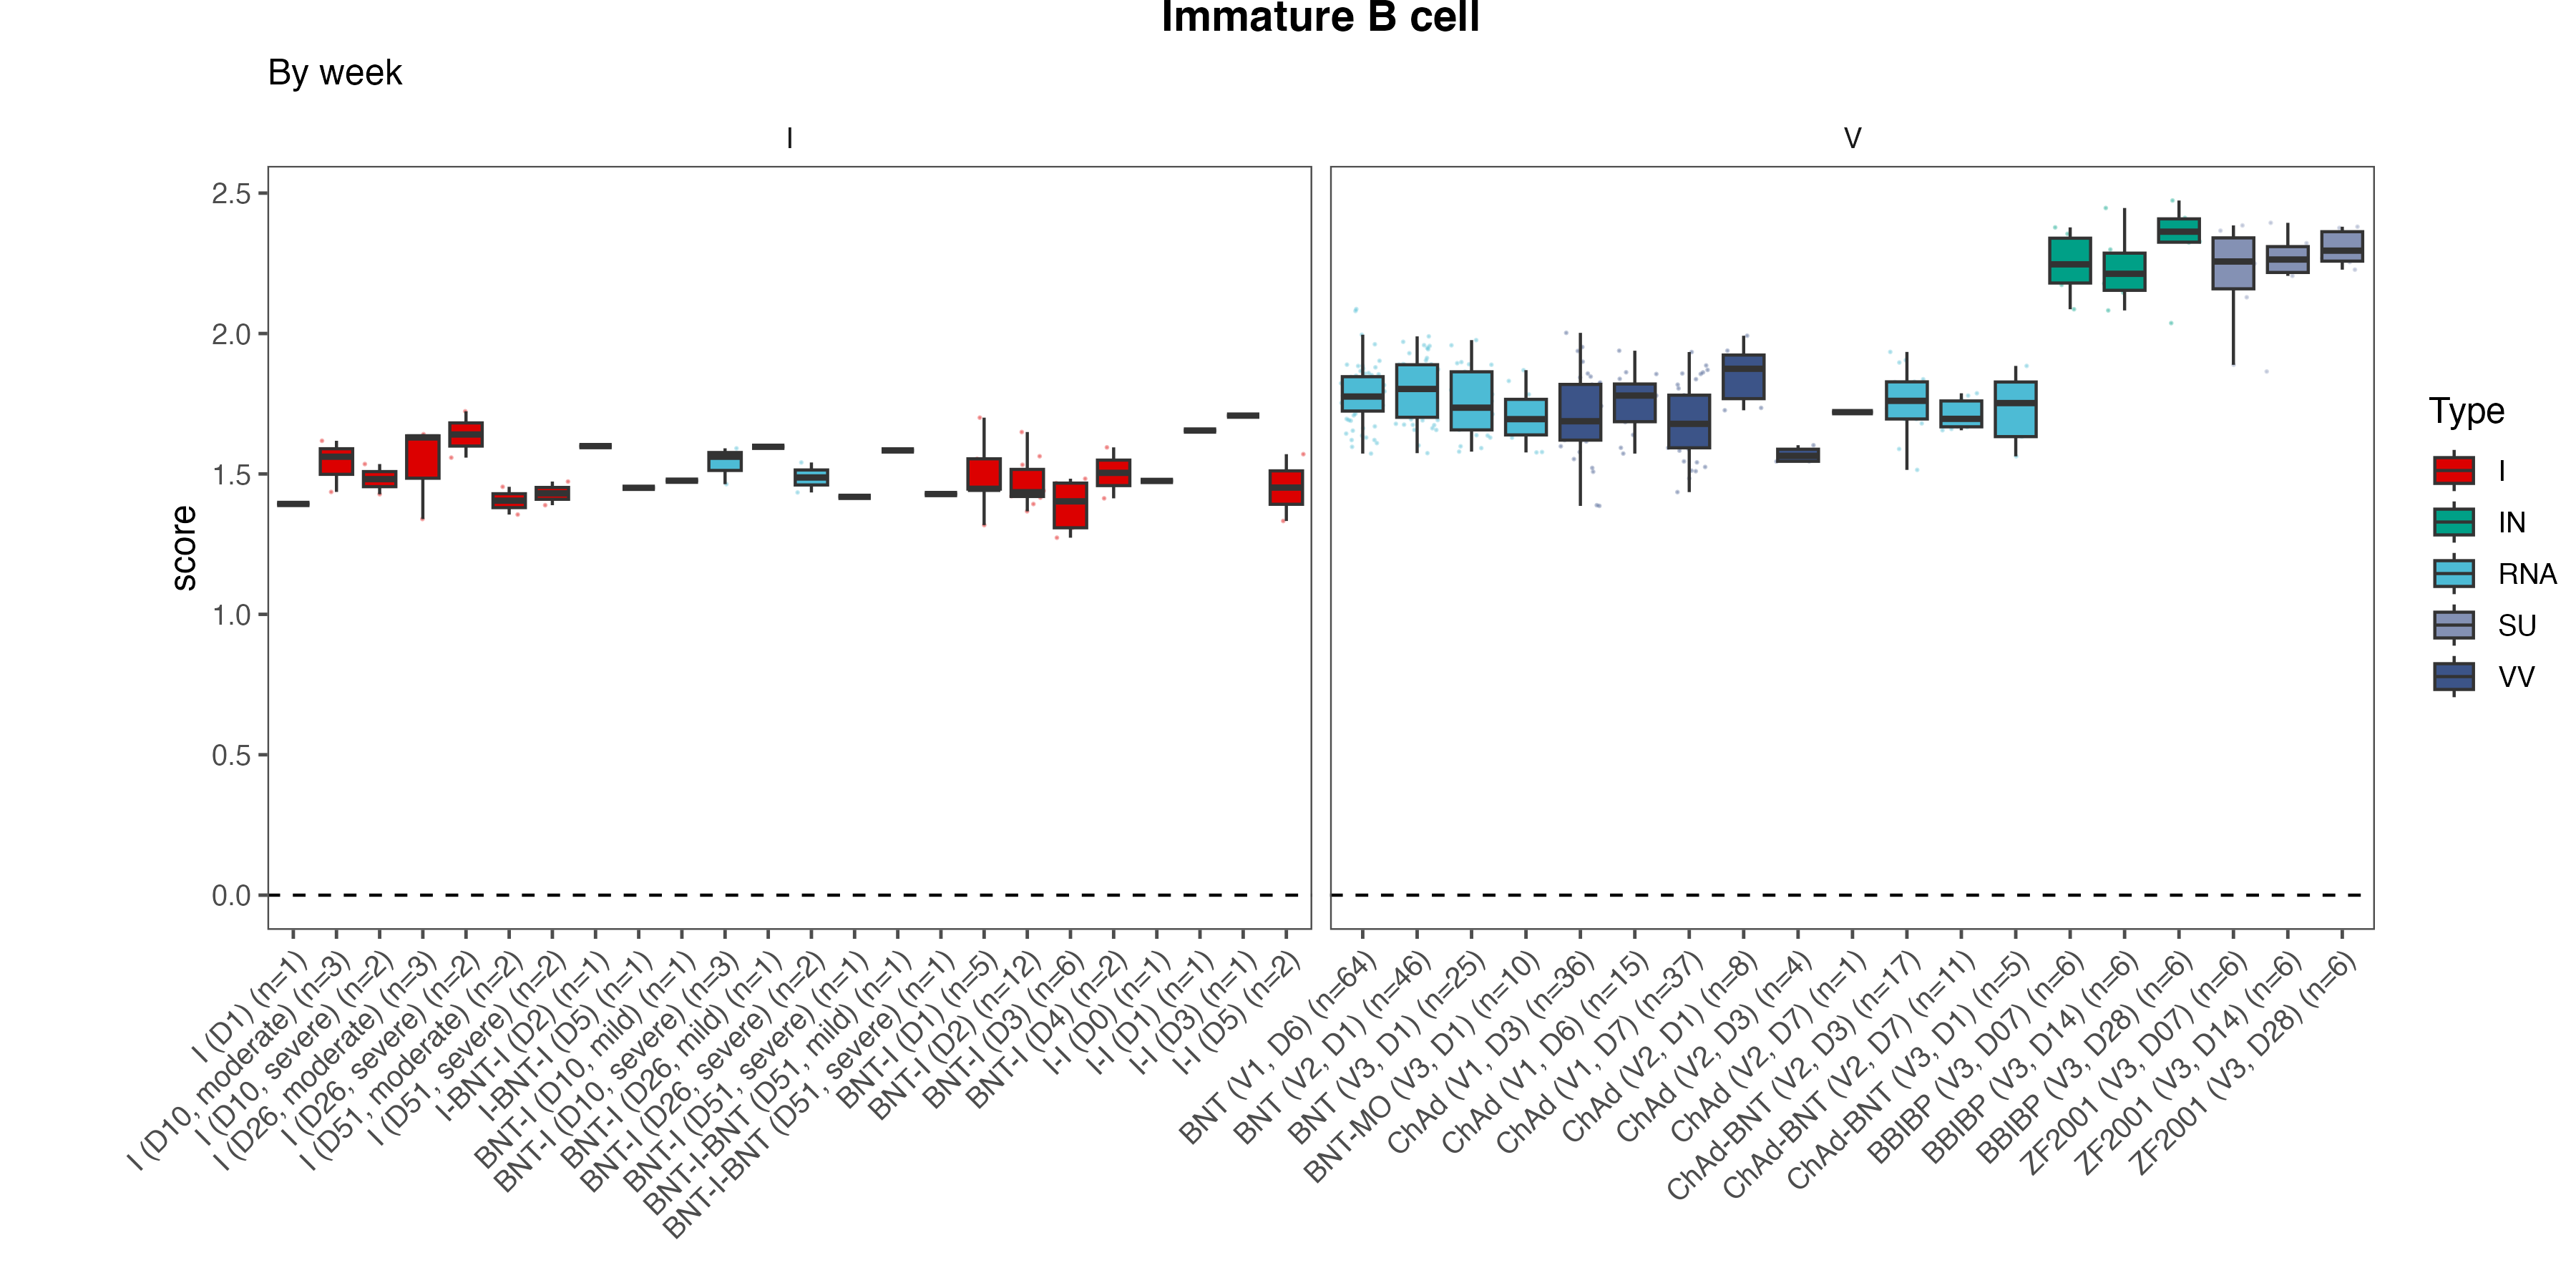 Immature B cell
By week
I
V
2.5
2.0
1.5
1.0
0.5
0.0
score
I (D1) (n=1)
I (D10, moderate) (n=3)
I (D10, severe) (n=2)
I (D26, moderate) (n=3)
I (D26, severe) (n=2)
I (D51, moderate) (n=2)
I (D51, severe) (n=2)
I-BNT-I (D2) (n=1)
I-BNT-I (D5) (n=1)
BNT-I (D10, mild) (n=1)
BNT-I (D10, severe) (n=3)
BNT-I (D26, mild) (n=1)
BNT-I (D26, severe) (n=2)
BNT-I (D51, severe) (n=1)
BNT-I-BNT (D51, mild) (n=1)
BNT-I-BNT (D51, severe) (n=1)
BNT-I (D1) (n=5)
BNT-I (D2) (n=12)
BNT-I (D3) (n=6)
BNT-I (D4) (n=2)
I-I (D0) (n=1)
I-I (D1) (n=1)
I-I (D3) (n=1)
I-I (D5) (n=2)
BNT (V1, D6) (n=64)
BNT (V2, D1) (n=46)
BNT (V3, D1) (n=25)
BNT-MO (V3, D1) (n=10)
ChAd (V1, D3) (n=36)
ChAd (V1, D6) (n=15)
ChAd (V1, D7) (n=37)
ChAd (V2, D1) (n=8)
ChAd (V2, D3) (n=4)
ChAd (V2, D7) (n=1)
ChAd-BNT (V2, D3) (n=17)
ChAd-BNT (V2, D7) (n=11)
ChAd-BNT (V3, D1) (n=5)
BBIBP (V3, D07) (n=6)
BBIBP (V3, D14) (n=6)
BBIBP (V3, D28) (n=6)
ZF2001 (V3, D07) (n=6)
ZF2001 (V3, D14) (n=6)
ZF2001 (V3, D28) (n=6)
Type
I
IN
RNA
SU
VV